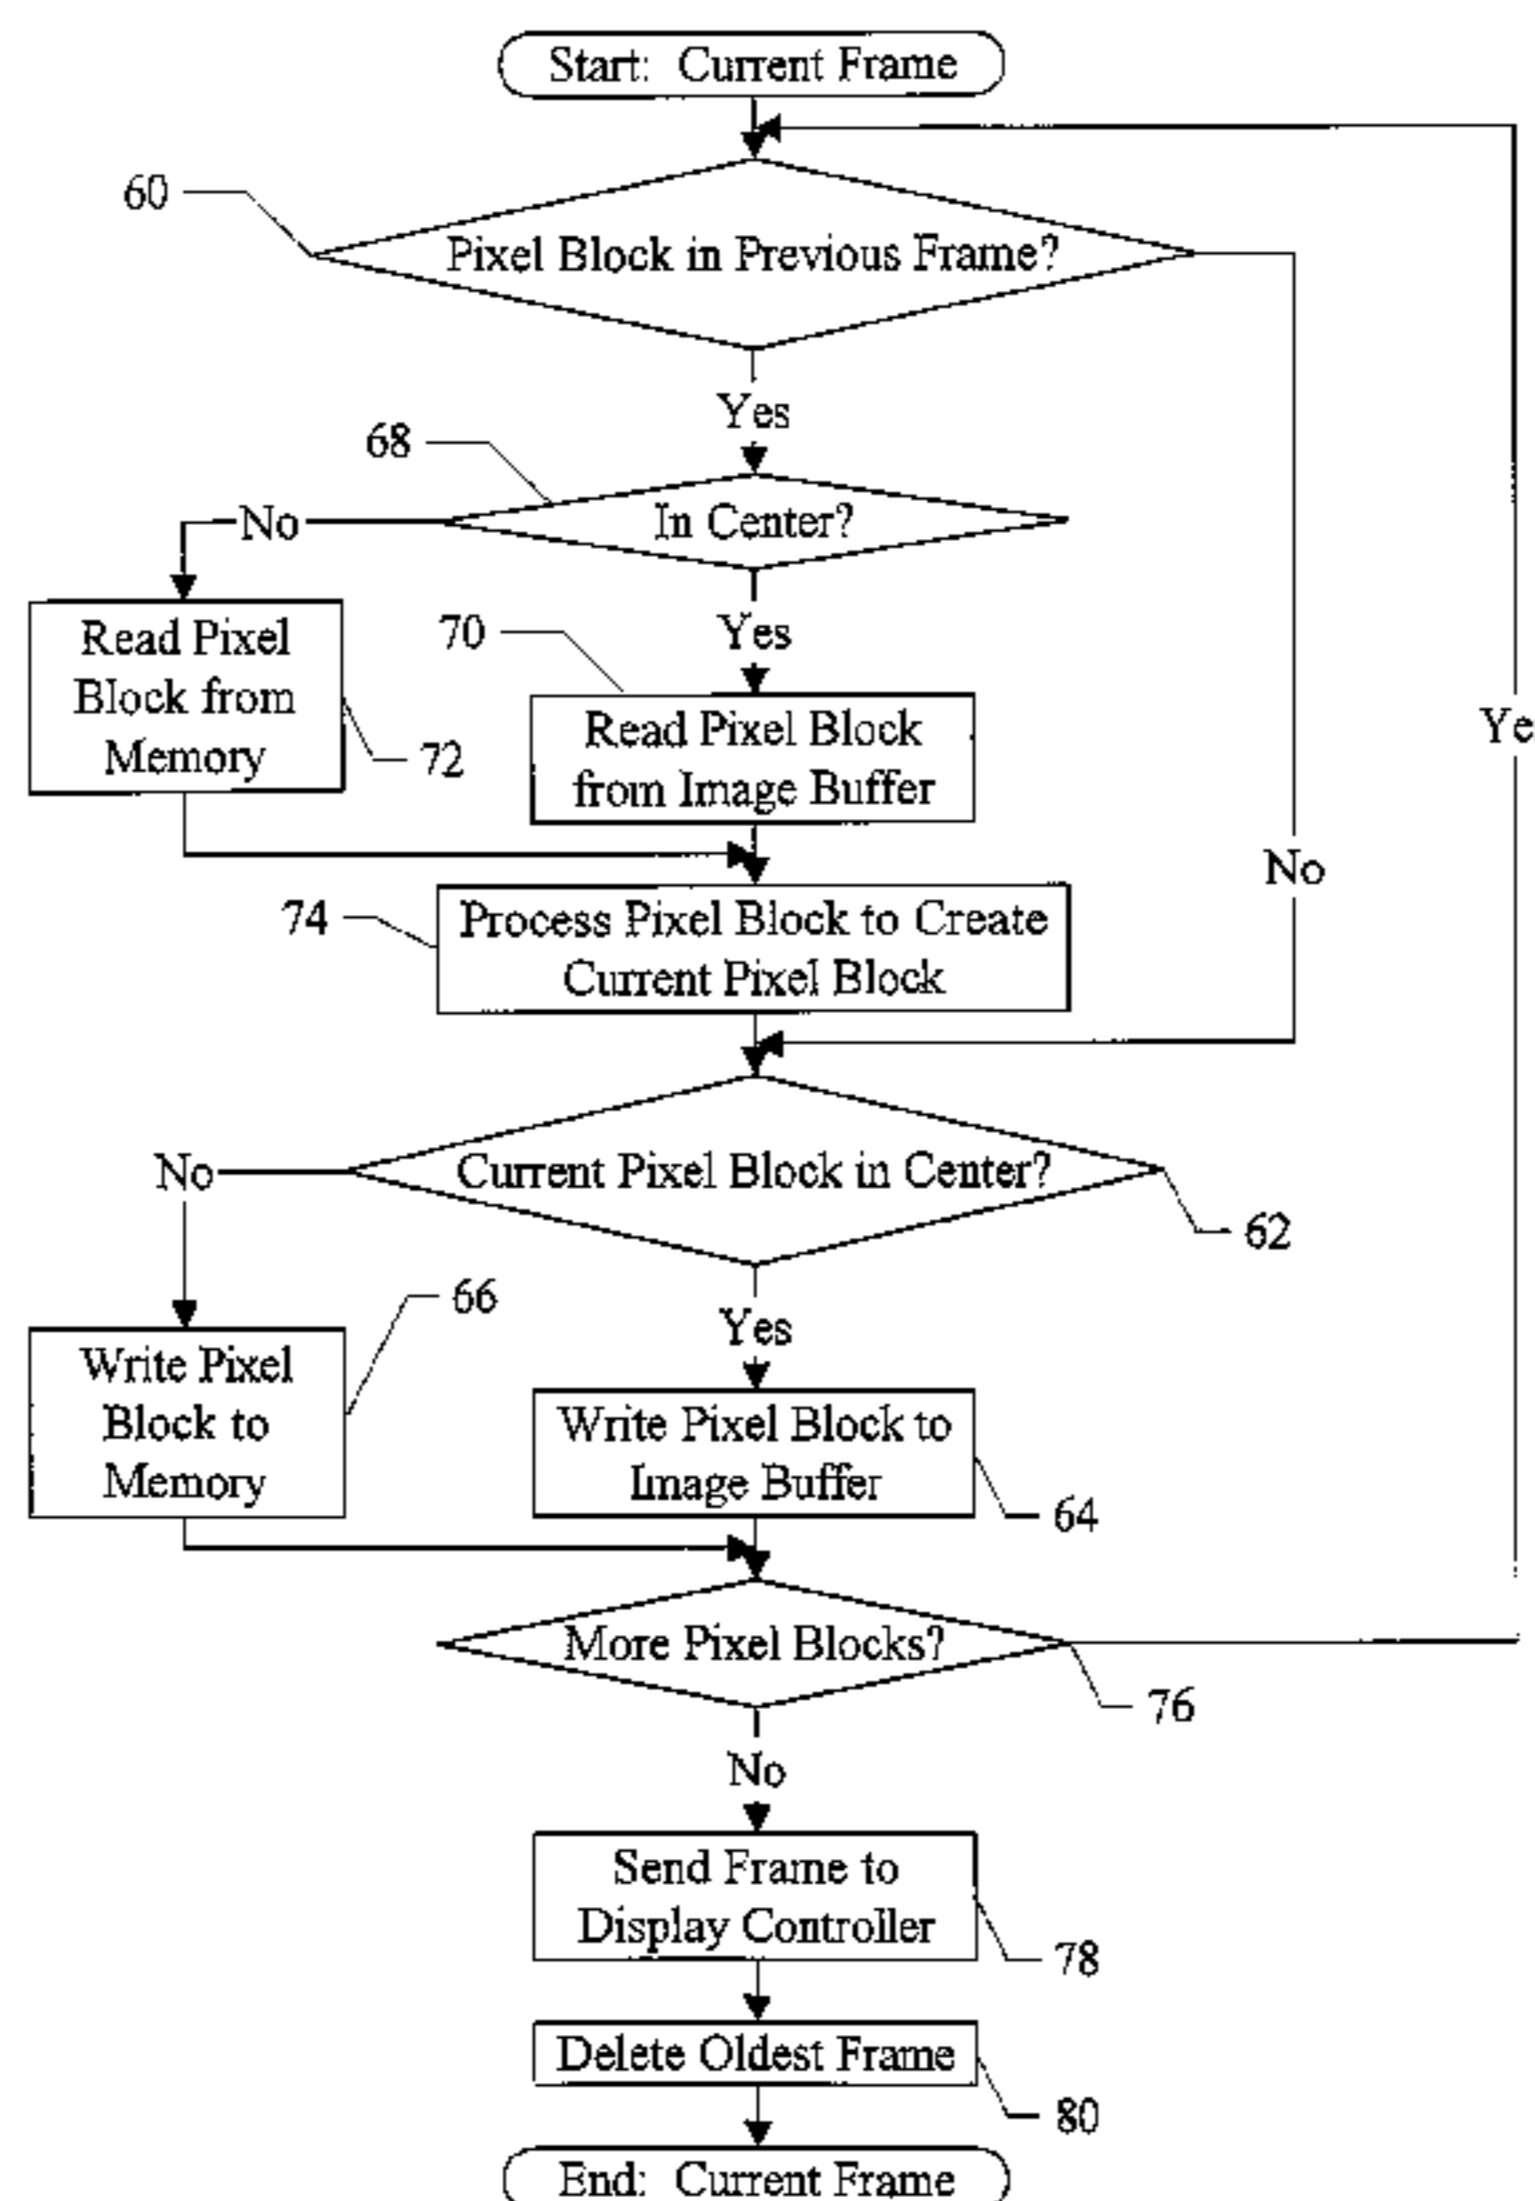 Start: Current Frame
60
Pixel Block in Previous Frame?
Yes
68
In Center?
No
Read Pixel
Block from
Memory
72
70
Yes
Read Pixel Block
from Image Buffer
No
74
Process Pixel Block to Create
Current Pixel Block
Current Pixel Block in Center?
No
62
66
Yes
Write Pixel
Block to
Memory
Write Pixel Block to
Image Buffer
64
More Pixel Blocks?
76
No
Send Frame to
Display Controller
78
Delete Oldest Frame
80
End: Current Frame